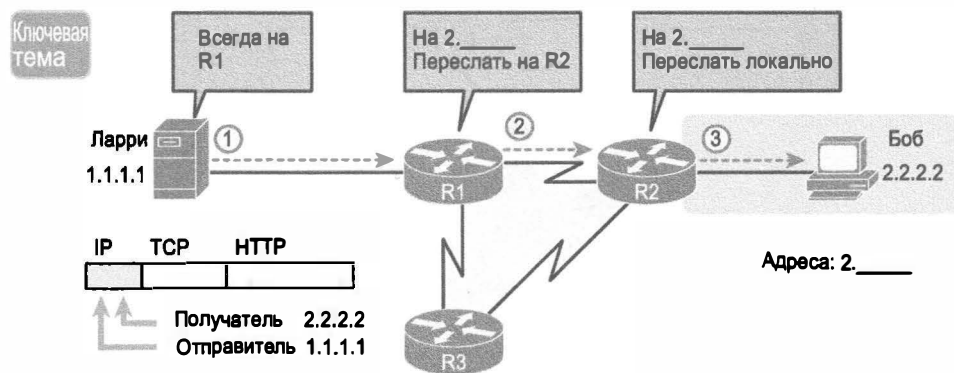 Ключевая
тема
Всегда на
R1
На 2._____
Переслать на R2
На 2._____
Переслать локально
Ларри
1.1.1.1
1
2
3
R1
R2
Боб
2.2.2.2
IP TCP HTTP
Адреса: 2._____
Получатель 2.2.2.2
Отправитель 1.1.1.1
R3